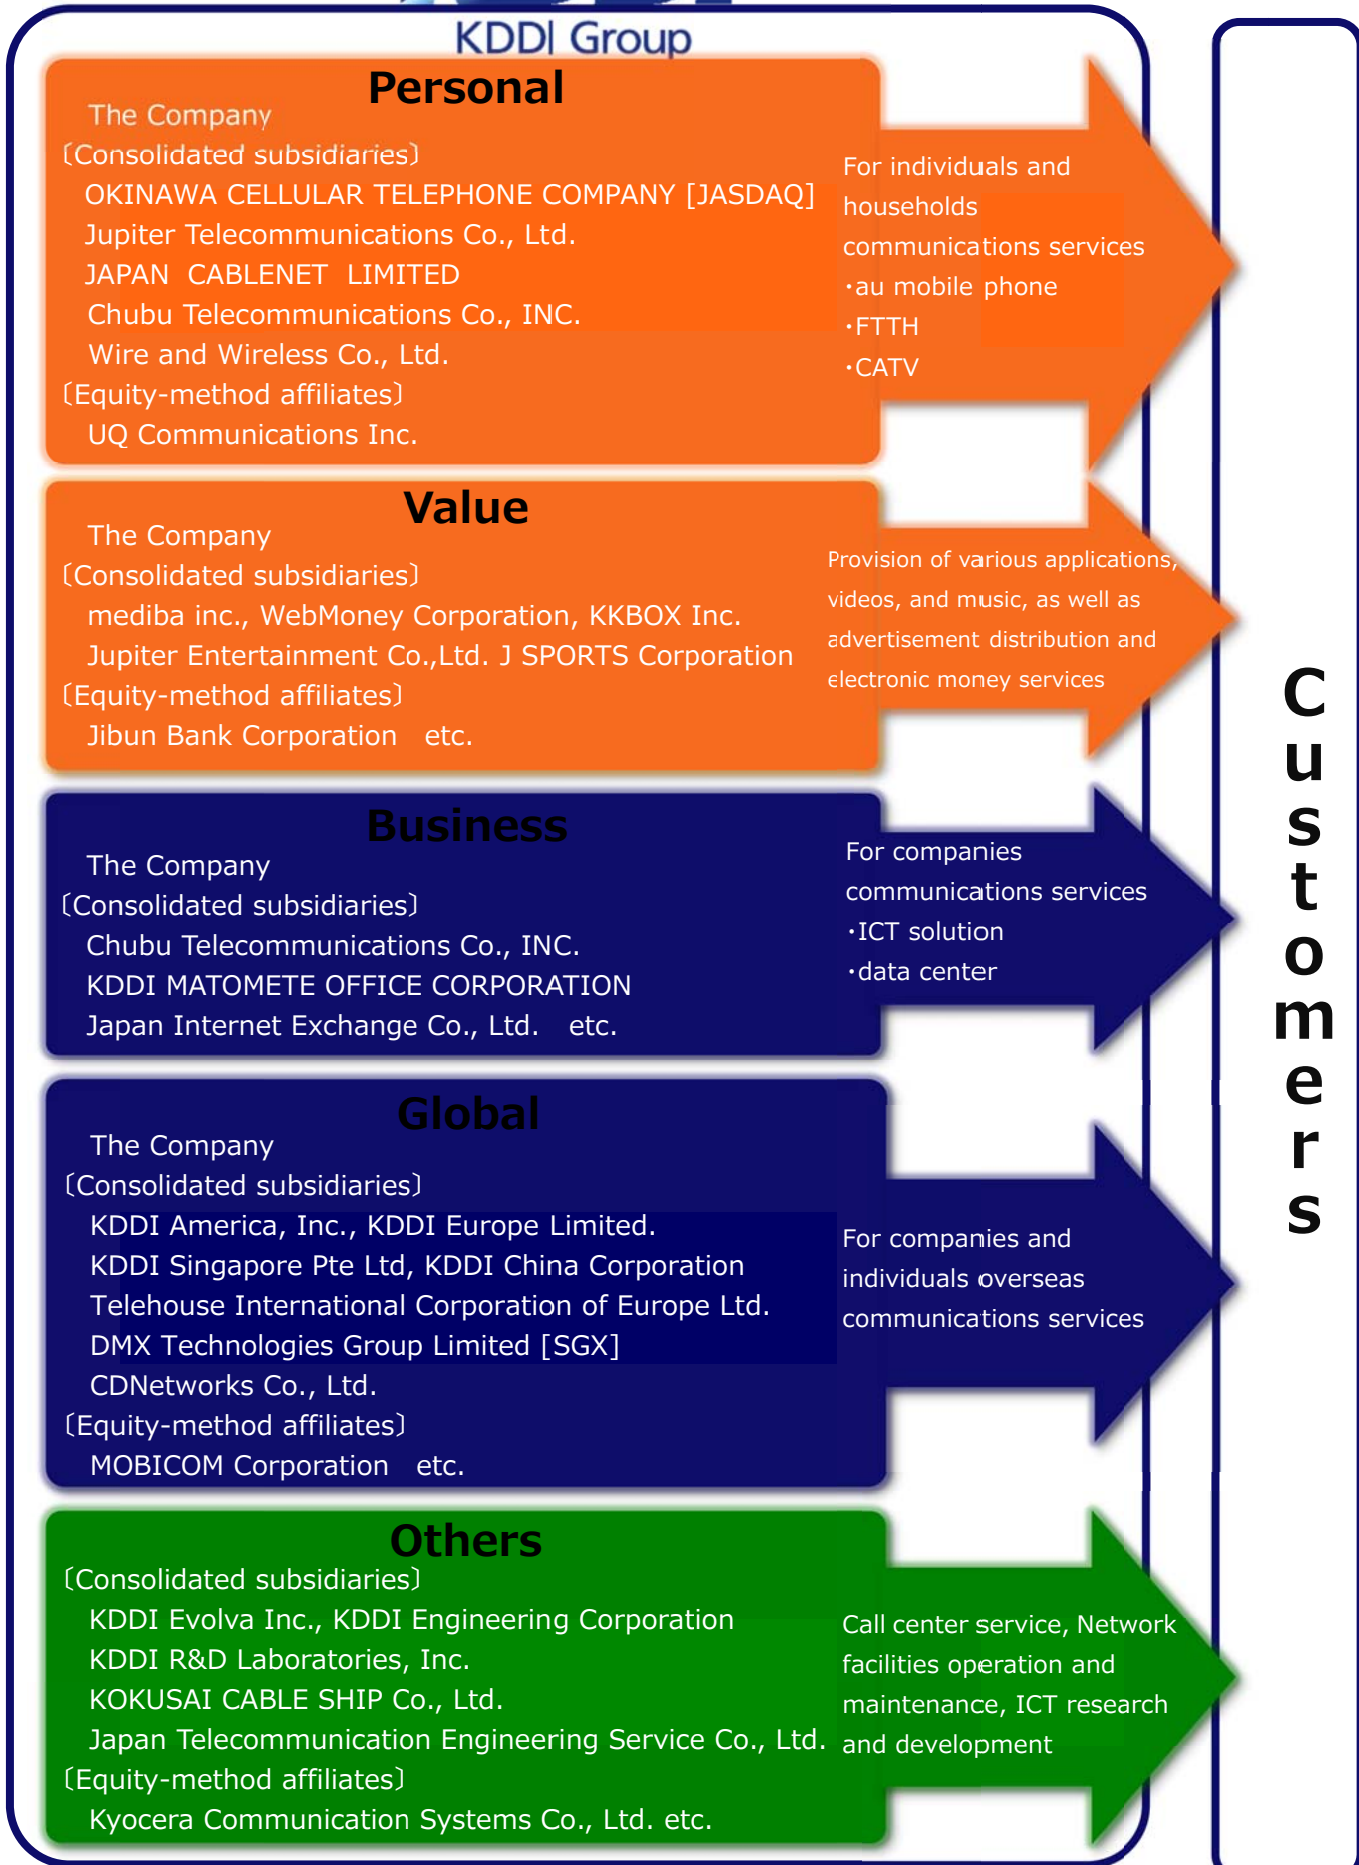 KDDI Group
Personal
The Company
〔Consolidated subsidiaries〕
OKINAWA CELLULAR TELEPHONE COMPANY [JASDAQ]
Jupiter Telecommunications Co., Ltd.
JAPAN CABLENET LIMITED
Chubu Telecommunications Co., INC.
Wire and Wireless Co., Ltd.
〔Equity-method affiliates〕
UQ Communications Inc.
For individuals and
households
communications services
・au mobile phone
・FTTH
・CATV
Value
The Company
〔Consolidated subsidiaries〕
mediba inc., WebMoney Corporation, KKBOX Inc.
Jupiter Entertainment Co.,Ltd. J SPORTS Corporation
〔Equity-method affiliates〕
Jibun Bank Corporation etc.
Provision of various applications,
videos, and music, as well as
advertisement distribution and
electronic money services
Business
The Company
〔Consolidated subsidiaries〕
Chubu Telecommunications Co., INC.
KDDI MATOMETE OFFICE CORPORATION
Japan Internet Exchange Co., Ltd. etc.
For companies
communications services
・ICT solution
・data center
Global
The Company
〔Consolidated subsidiaries〕
KDDI America, Inc., KDDI Europe Limited.
KDDI Singapore Pte Ltd, KDDI China Corporation
Telehouse International Corporation of Europe Ltd.
DMX Technologies Group Limited [SGX]
CDNetworks Co., Ltd.
〔Equity-method affiliates〕
MOBICOM Corporation etc.
For companies and
individuals overseas
communications services
Others
〔Consolidated subsidiaries〕
KDDI Evolva Inc., KDDI Engineering Corporation
KDDI R&D Laboratories, Inc.
KOKUSAI CABLE SHIP Co., Ltd.
Japan Telecommunication Engineering Service Co., Ltd.
〔Equity-method affiliates〕
Kyocera Communication Systems Co., Ltd. etc.
Call center service, Network
facilities operation and
maintenance, ICT research
and development
Customers